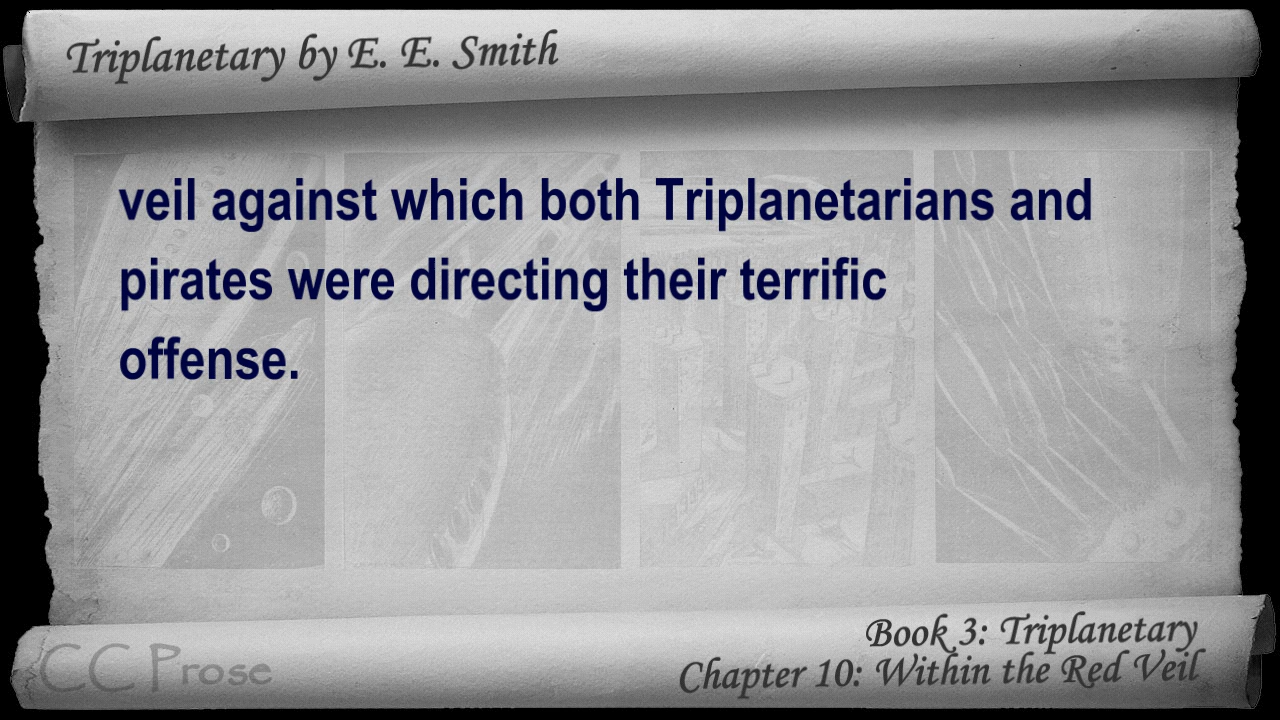 Triplanetary by E. E. Smith
veil against which both Triplanetarians and
pirates were directing their terrific
offense.
Book 3: Triplanetary
Chapter 10: Within the Red Veil
CC Prose